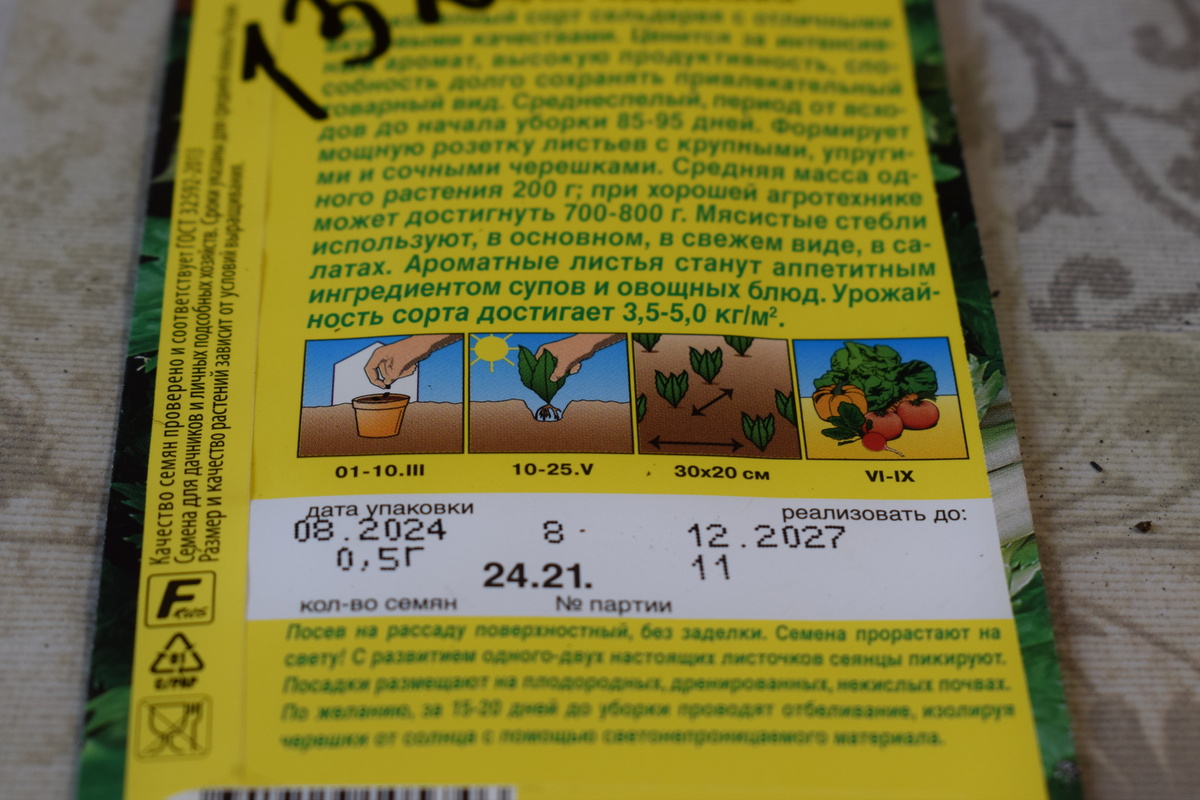 13
сорт сельдерея с отличными
качествами. Ценится за интенсив-
аромат, высокую продуктивность, спо-
собность долго сохранять привлекательный
товарный вид. Среднеспелый, период от всхо-
дов до начала уборки 85-95 дней. Формирует
мощную розетку листьев с крупными, упруги-
ми и сочными черешками. Средняя масса од-
ного растения 200 г; при хорошей агротехнике
может достигнуть 700-800 г. Мясистые стебли
используют, в основном, в свежем виде, в са-
латах. Ароматные листья станут аппетитным
ингредиентом супов и овощных блюд. Урожай-
ность сорта достигает 3,5-5,0 кг/м².
01-10.III 10-25.V 30х20 см VI-IX
дата упаковки реализовать до:
08.2024 8 12.2027
0,5Г 24.21. 11
кол-во семян № партии
Посев на рассаду поверхностный, без заделки. Семена прорастают на
свету! С развитием одного-двух настоящих листочков сеянцы пикируют.
Посадки размещают на плодородных, дренированных, некислых почвах.
По желанию, за 15-20 дней до уборки проводят отбеливание, изолируя
черешки от солнца с помощью светонепроницаемого материала.
Качество семян проверено и соответствует ГОСТ 32592-2013
Семена для дачников и личных подсобных хозяйств. Сроки указаны для средней полосы
Размер и качество растений зависит от условий выращивания.
F
81
C/PAP